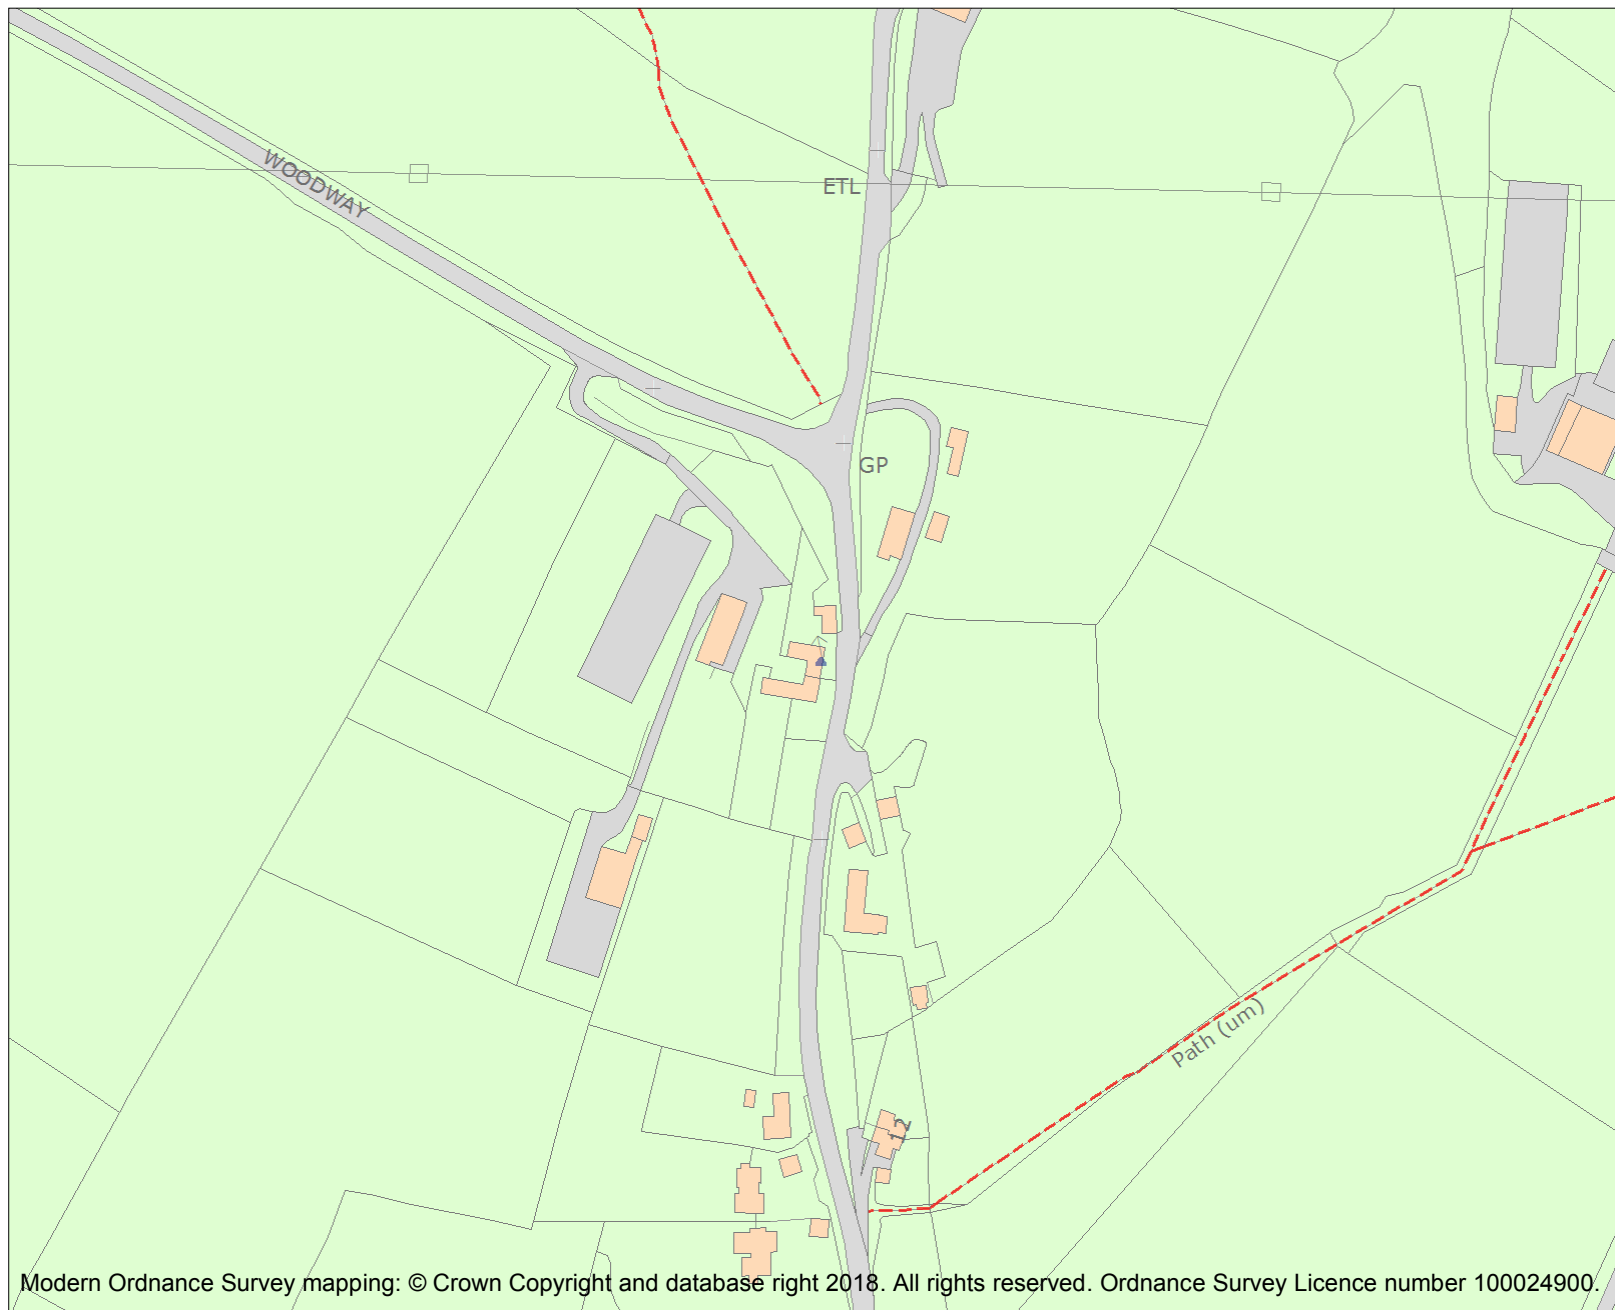 WOODWAY
ETL
GP
Path (um)
12
Modern Ordnance Survey mapping: © Crown Copyright and database right 2018. All rights reserved. Ordnance Survey Licence number 100024900.